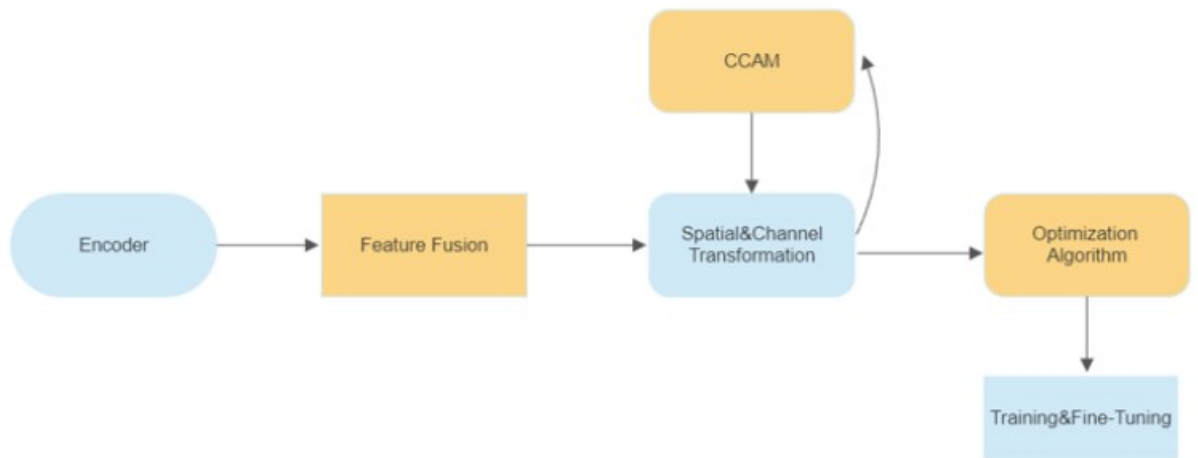 CCAM
Encoder
Feature Fusion
Spatial&Channel
Transformation
Optimization
Algorithm
Training&Fine-Tuning